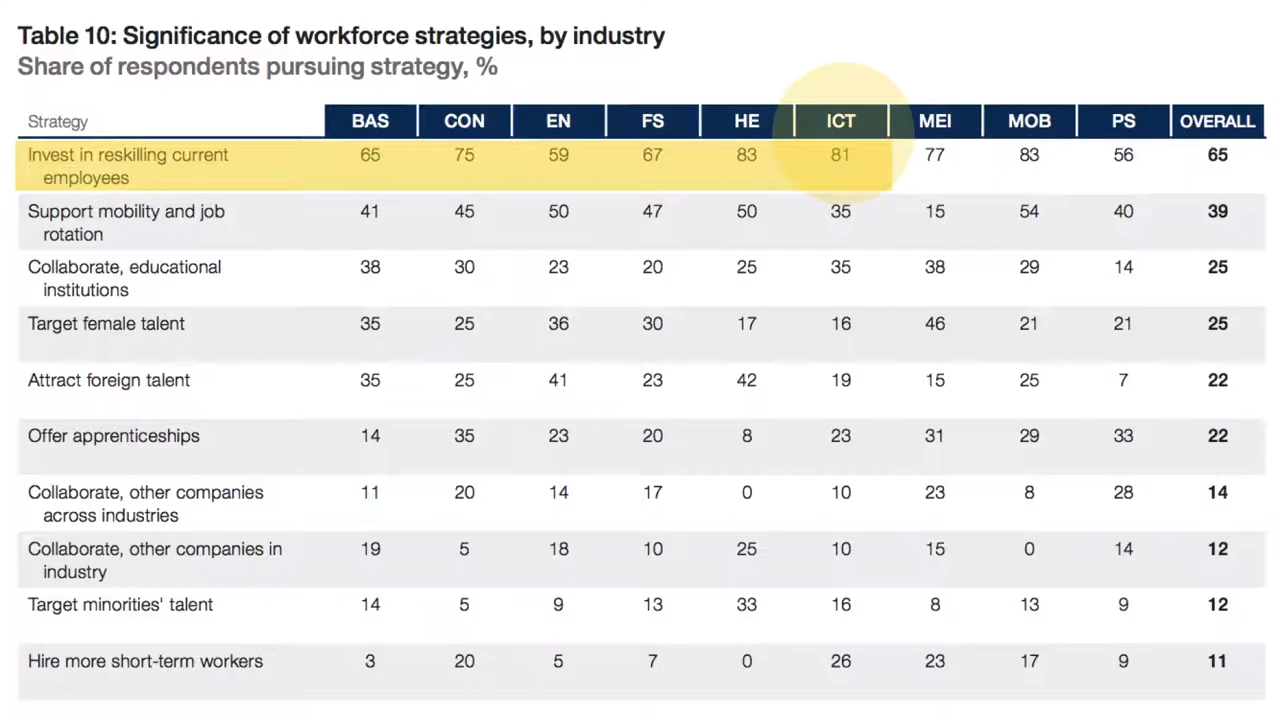 Table 10: Significance of workforce strategies, by industry
Share of respondents pursuing strategy, %
Strategy BAS CON EN FS HE ICT MEI MOB PS OVERALL
Invest in reskilling current 65 75 59 67 83 81 77 83 56 65
employees
Support mobility and job 41 45 50 47 50 35 15 54 40 39
rotation
Collaborate, educational 38 30 23 20 25 35 38 29 14 25
institutions
Target female talent 35 25 36 30 17 16 46 21 21 25
Attract foreign talent 35 25 41 23 42 19 15 25 7 22
Offer apprenticeships 14 35 23 20 8 23 31 29 33 22
Collaborate, other companies 11 20 14 17 0 10 23 8 28 14
across industries
Collaborate, other companies in 19 5 18 10 25 10 15 0 14 12
industry
Target minorities' talent 14 5 9 13 33 16 8 13 9 12
Hire more short-term workers 3 20 5 7 0 26 23 17 9 11